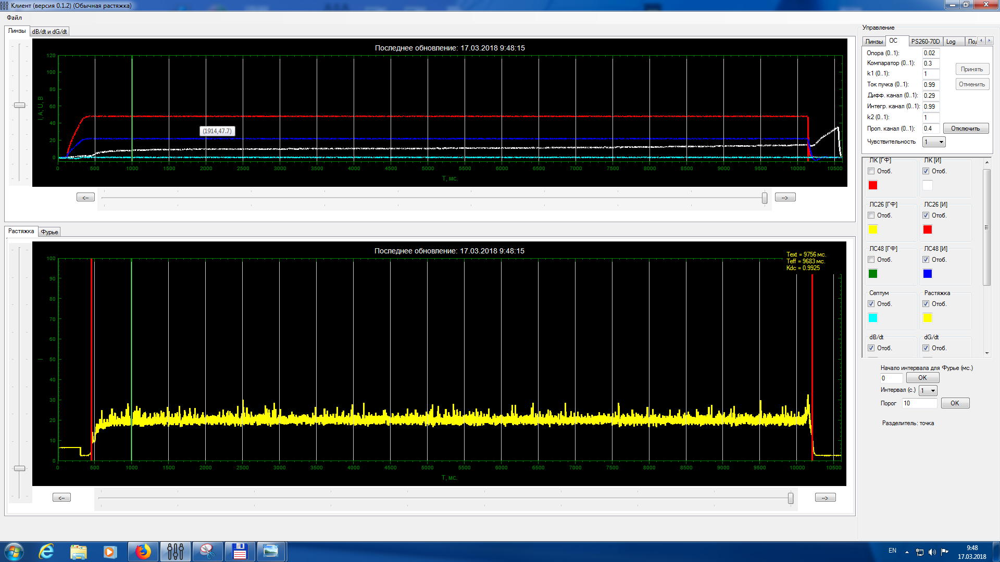 Клиент (версия 0.1.2) (Обычная растяжка)
Файл
Линзы
dB/dt и dG/dt
Последнее обновление: 17.03.2018 9:48:15
120
100
80
60
40
20
0
I, A; U, B
(1914,47.7)
0 500 1000 1500 2000 2500 3000 3500 4000 4500 5000 5500 6000 6500 7000 7500 8000 8500 9000 9500 10000 10500
Т, мс.
<--
-->
Растяжка
Фурье
Последнее обновление: 17.03.2018 9:48:15
Text = 9756 мс.
Teff = 9683 мс.
Kdc = 0.9925
100
90
80
70
60
50
40
30
20
10
0
I
0 500 1000 1500 2000 2500 3000 3500 4000 4500 5000 5500 6000 6500 7000 7500 8000 8500 9000 9500 10000 10500
Т, мс.
<--
-->
Управление
Линзы
ОС
PS260-70D
Log
Опора (0..1): 0.02
Компаратор (0..1): 0.3
k1 (0..1): 1
Ток пучка (0..1): 0.99
Дифф. канал (0..1): 0.29
Интегр. канал (0..1): 0.99
k2 (0..1): 1
Проп. канал (0..1): 0.4
Чувствительность 1
Принять
Отменить
Отключить
ЛК [ГФ] ЛК [И]
Отоб. Отоб.
ЛС26 [ГФ] ЛС26 [И]
Отоб. Отоб.
ЛС48 [ГФ] ЛС48 [И]
Отоб. Отоб.
Септум Растяжка
Отоб. Отоб.
dB/dt dG/dt
Отоб. Отоб.
Начало интервала для Фурье (мс.)
0 OK
Интервал (с.) 1
Порог 10 OK
Разделитель: точка
EN
9:48
17.03.2018